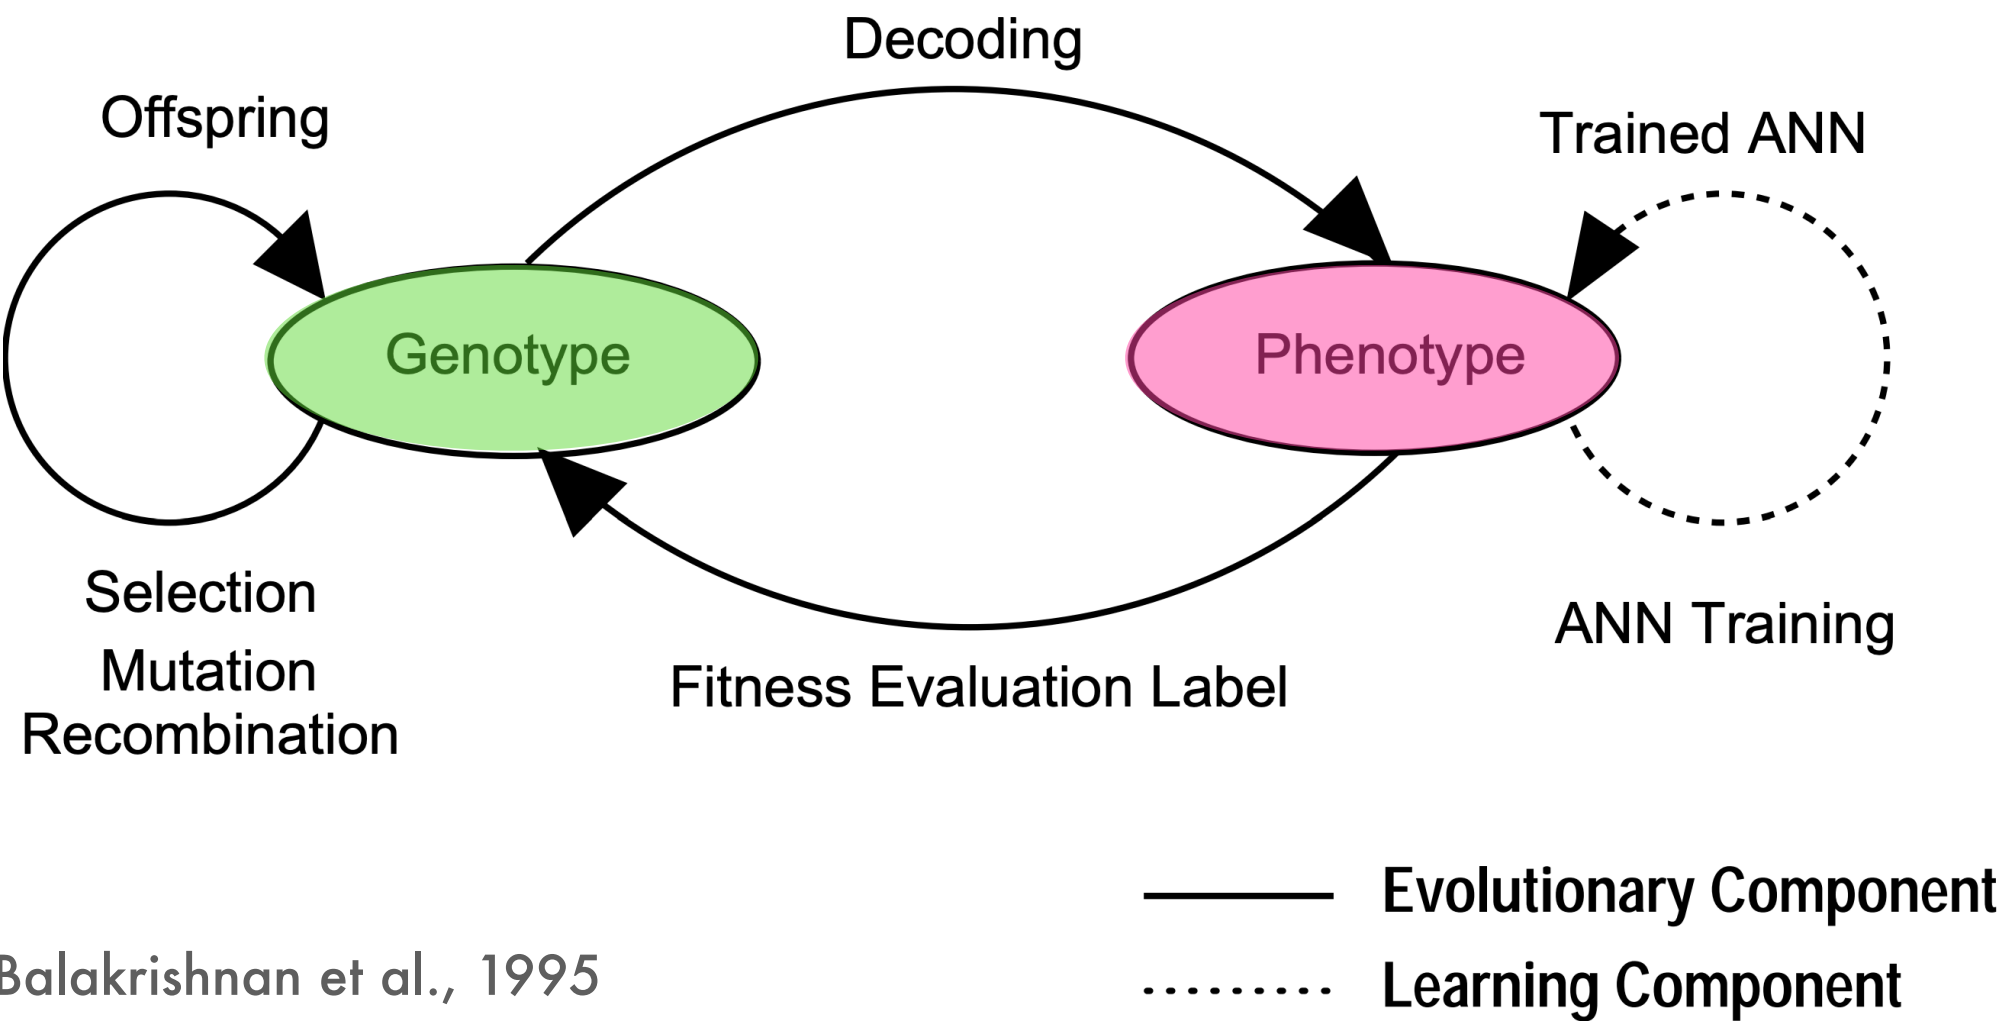 Decoding
Offspring
Trained ANN
Genotype
Phenotype
Selection
Mutation
Recombination
ANN Training
Fitness Evaluation Label
Evolutionary Component
Balakrishnan et al., 1995
Learning Component